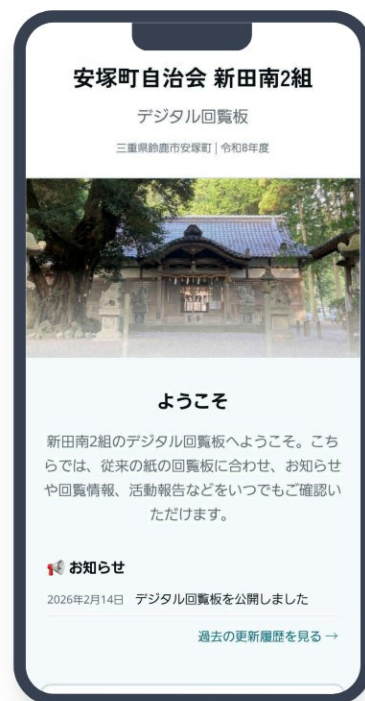 安塚町自治会 新田南2組
デジタル回覧板
三重県鈴鹿市安塚町 | 令和8年度
ようこそ
新田南2組のデジタル回覧板へようこそ。こち
らでは、従来の紙の回覧板に合わせ、お知らせ
や回覧情報、活動報告などをいつでもご確認い
ただけます。
📢 お知らせ
2026年2月14日 デジタル回覧板を公開しました
過去の更新履歴を見る →